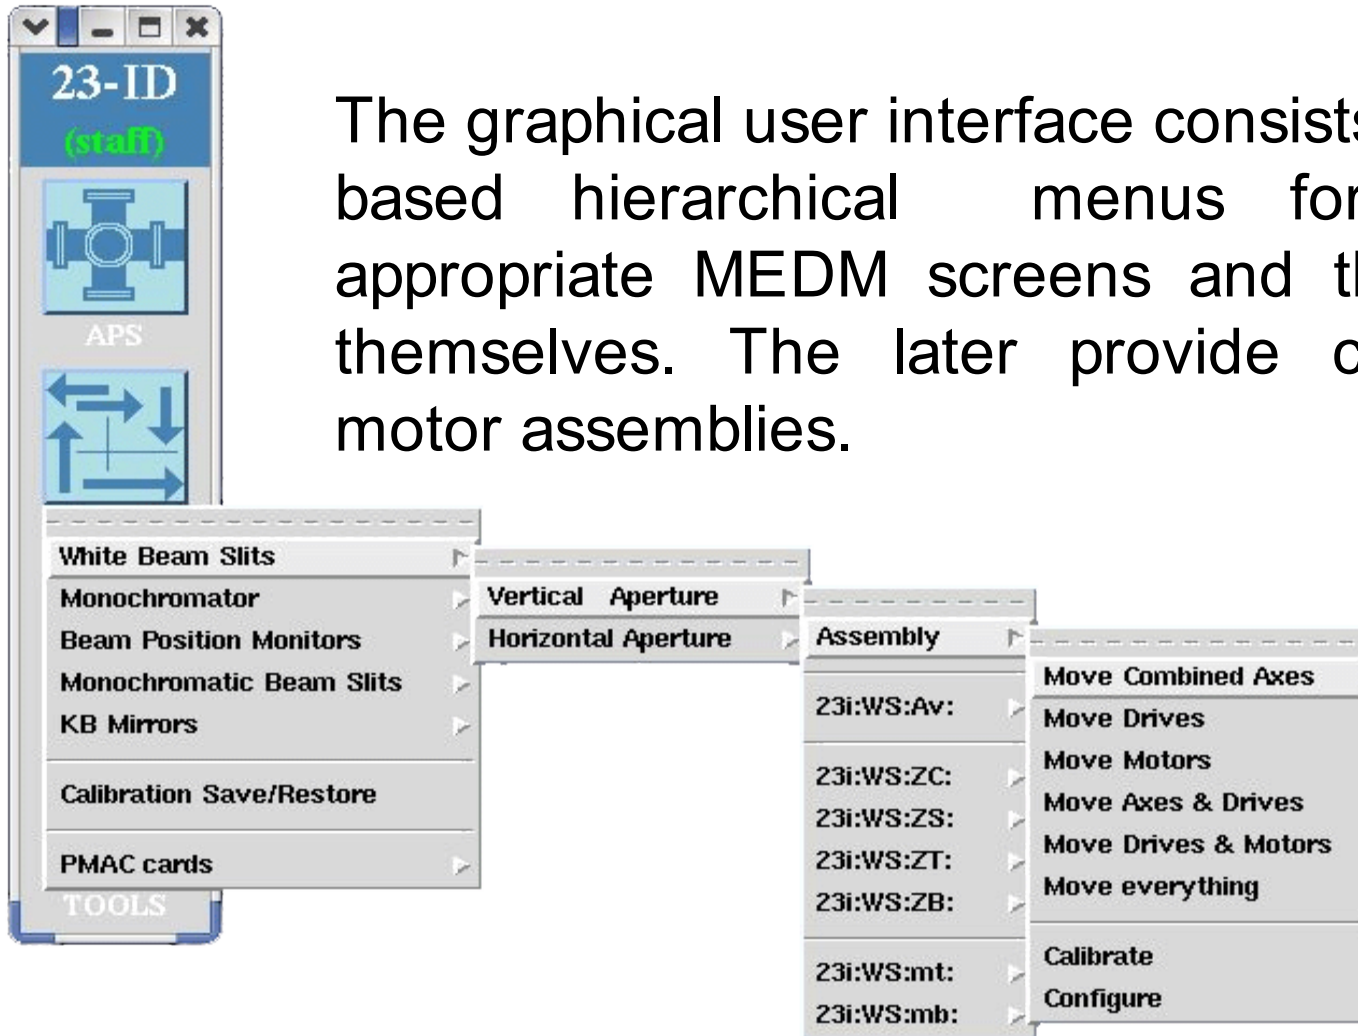 23-ID
(staff)
APS
The graphical user interface consists
based hierarchical menus for
appropriate MEDM screens and
themselves. The later provide
motor assemblies.
White Beam Slits
Monochromator
Beam Position Monitors
Monochromatic Beam Slits
KB Mirrors
Calibration Save/Restore
PMAC cards
TOOLS
Vertical Aperture
Horizontal Aperture
Assembly
23i:WS:Av:
23i:WS:ZC:
23i:WS:ZS:
23i:WS:ZT:
23i:WS:ZB:
23i:WS:mt:
23i:WS:mb:
Move Combined Axes
Move Drives
Move Motors
Move Axes & Drives
Move Drives & Motors
Move everything
Calibrate
Configure